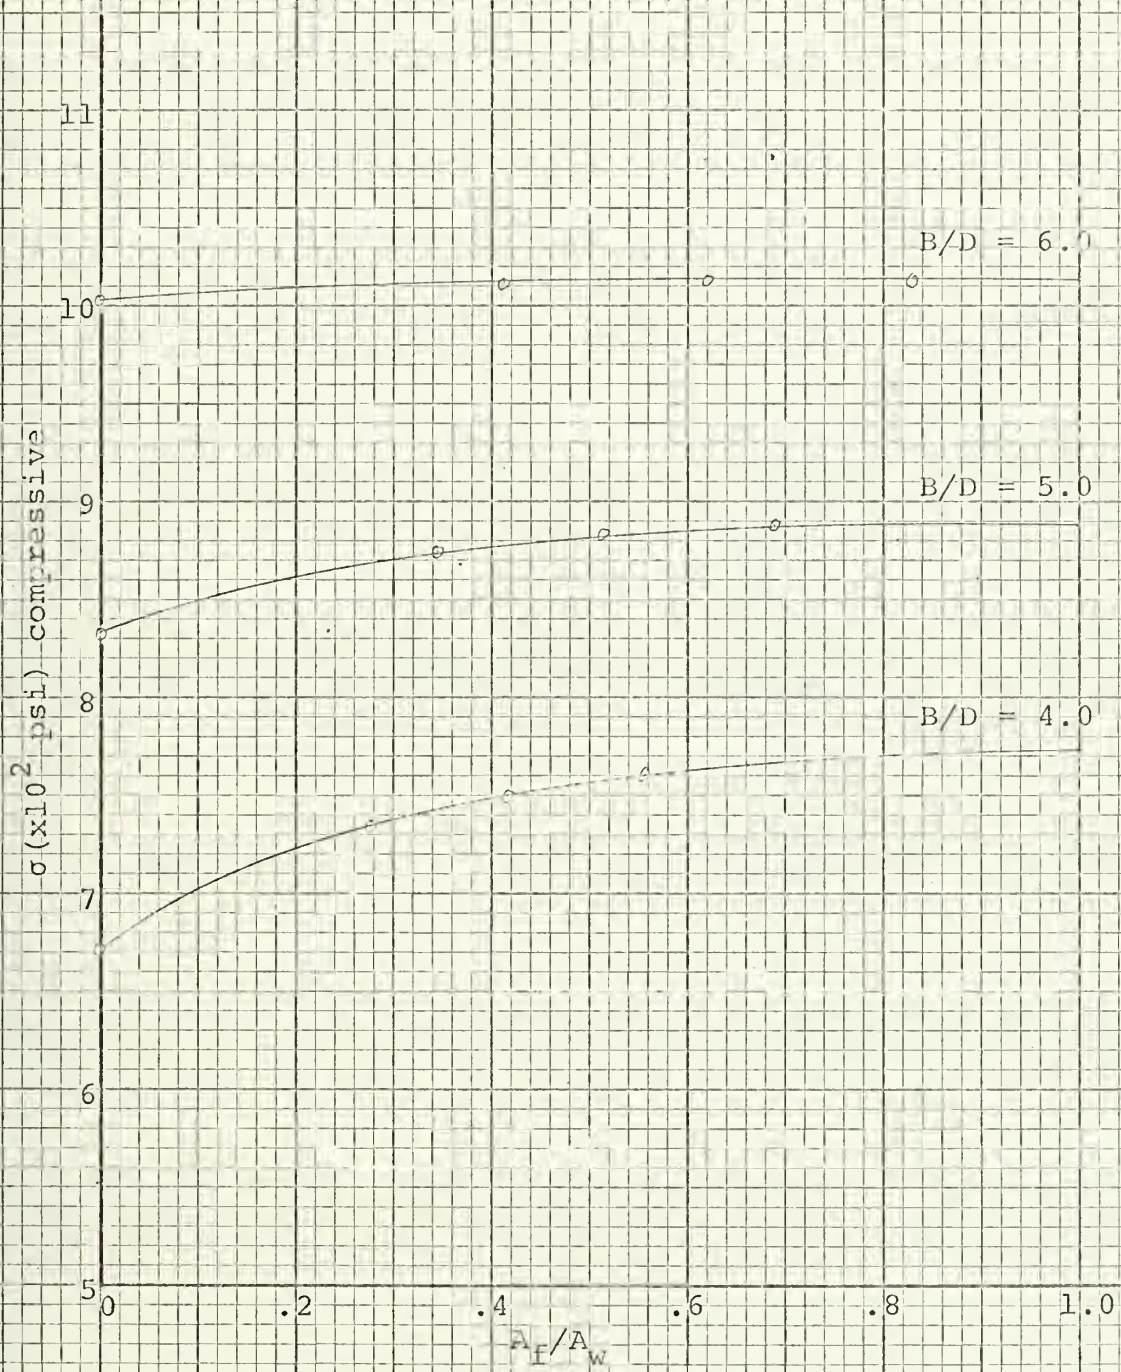 11
B/D = 6.0
10
B/D = 5.0
9
8
B/D = 4.0
7
6
5
σ(x10² psi) compressive
0 .2 .4 .6 .8 1.0
A_f/A_w